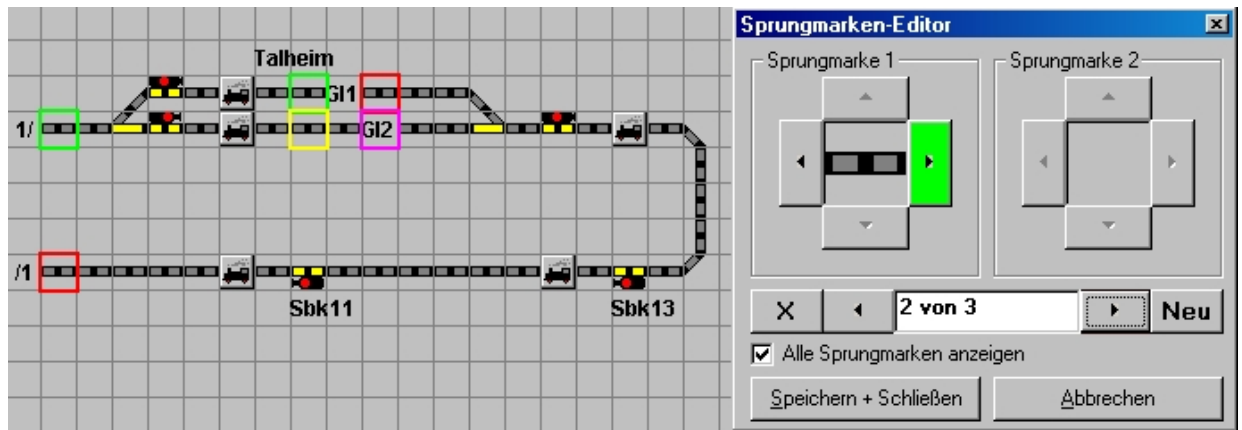 Talheim
Gl1
1/
Gl2
/1
Sbk11
Sbk13
Sprungmarken-Editor
Sprungmarke 1
Sprungmarke 2
X
2 von 3
Neu
Alle Sprungmarken anzeigen
Speichern + Schließen
Abbrechen